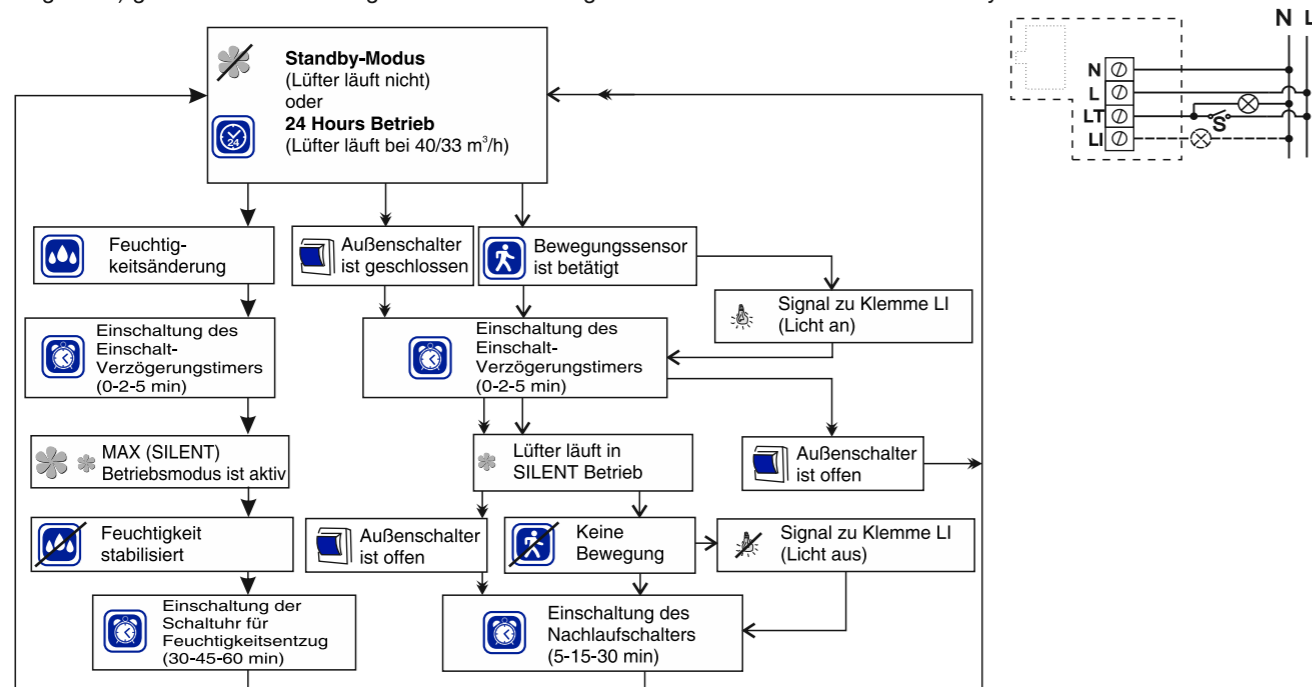 Standby-Modus
(Lüfter läuft nicht)
oder
24 Hours Betrieb
(Lüfter läuft bei 40/33 m³/h)
24
N L
N
L
LT
S
LI
Feuchtig-
keitsänderung
Außenschalter
ist geschlossen
Bewegungssensor
ist betätigt
Signal zu Klemme LI
(Licht an)
Einschaltung des
Einschalt-
Verzögerungstimers
(0-2-5 min)
Einschaltung des
Einschalt-
Verzögerungstimers
(0-2-5 min)
MAX (SILENT)
Betriebsmodus ist aktiv
Lüfter läuft in
SILENT Betrieb
Außenschalter
ist offen
Feuchtigkeit
stabilisiert
Außenschalter
ist offen
Keine
Bewegung
Signal zu Klemme LI
(Licht aus)
Einschaltung der
Schaltuhr für
Feuchtigkeitsentzug
(30-45-60 min)
Einschaltung des
Nachlaufschalters
(5-15-30 min)